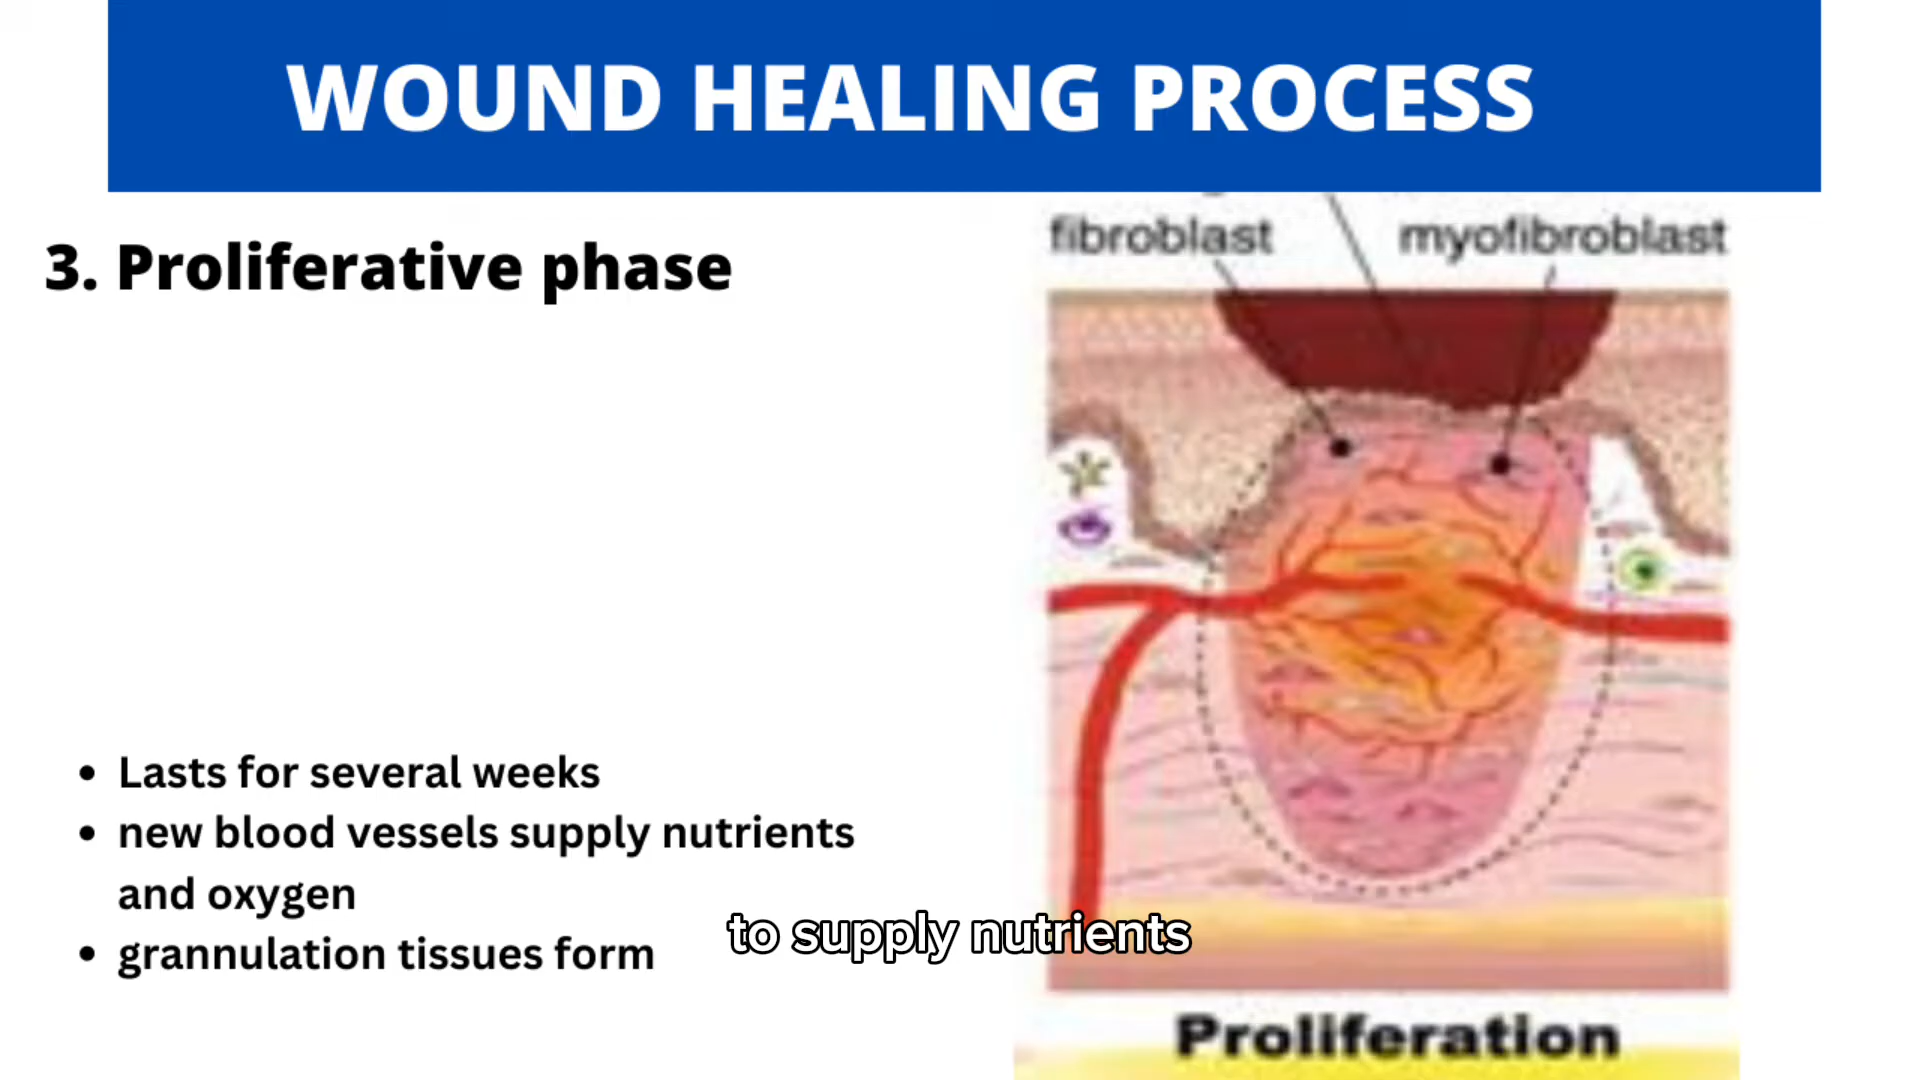 WOUND HEALING PROCESS
3. Proliferative phase
fibroblast
myofibroblast
• Lasts for several weeks
• new blood vessels supply nutrients
and oxygen
• grannulation tissues form
to supply nutrients
Proliferation